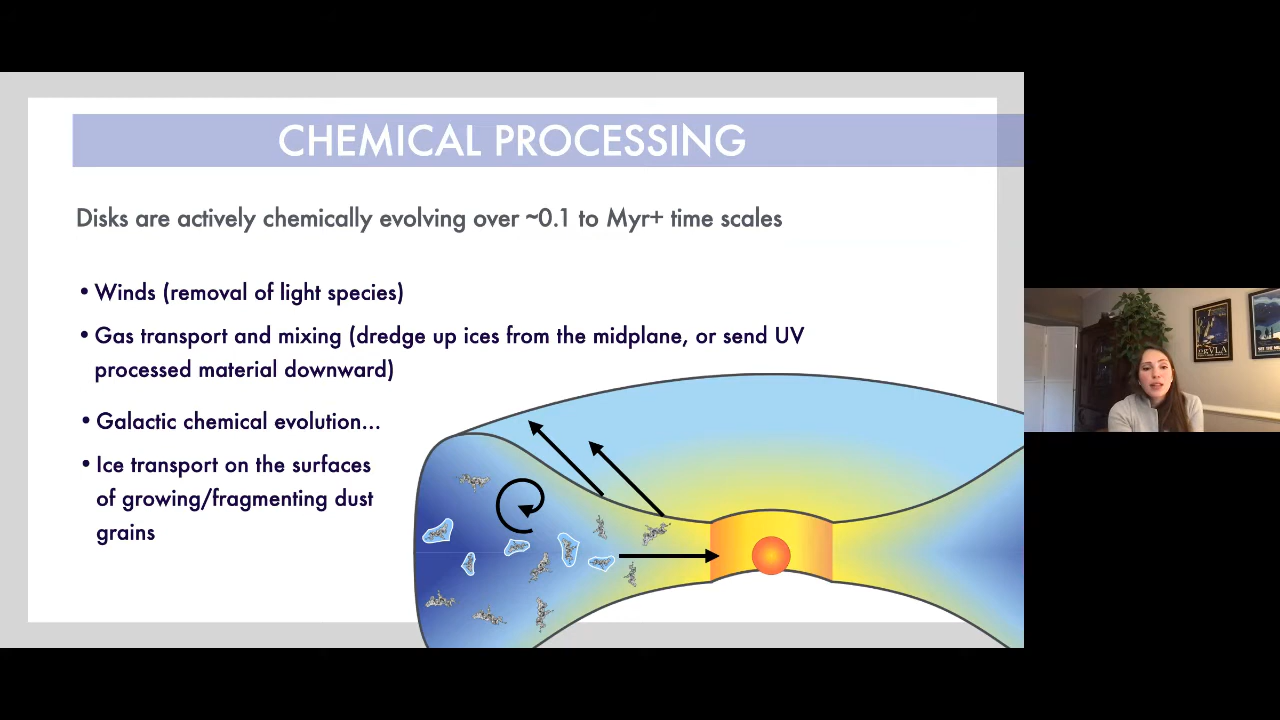 CHEMICAL PROCESSING
Disks are actively chemically evolving over ~0.1 to Myr+ time scales
• Winds (removal of light species)
• Gas transport and mixing (dredge up ices from the midplane, or send UV
processed material downward)
• Galactic chemical evolution...
• Ice transport on the surfaces
of growing/fragmenting dust
grains